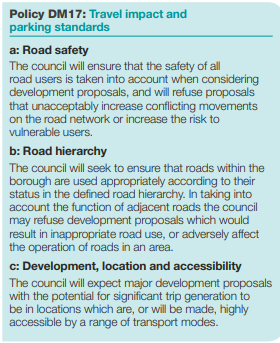 Policy DM17: Travel impact and
parking standards
a: Road safety
The council will ensure that the safety of all
road users is taken into account when considering
development proposals, and will refuse proposals
that unacceptably increase conflicting movements
on the road network or increase the risk to
vulnerable users.
b: Road hierarchy
The council will seek to ensure that roads within the
borough are used appropriately according to their
status in the defined road hierarchy. In taking into
account the function of adjacent roads the council
may refuse development proposals which would
result in inappropriate road use, or adversely affect
the operation of roads in an area.
c: Development, location and accessibility
The council will expect major development proposals
with the potential for significant trip generation to
be in locations which are, or will be made, highly
accessible by a range of transport modes.